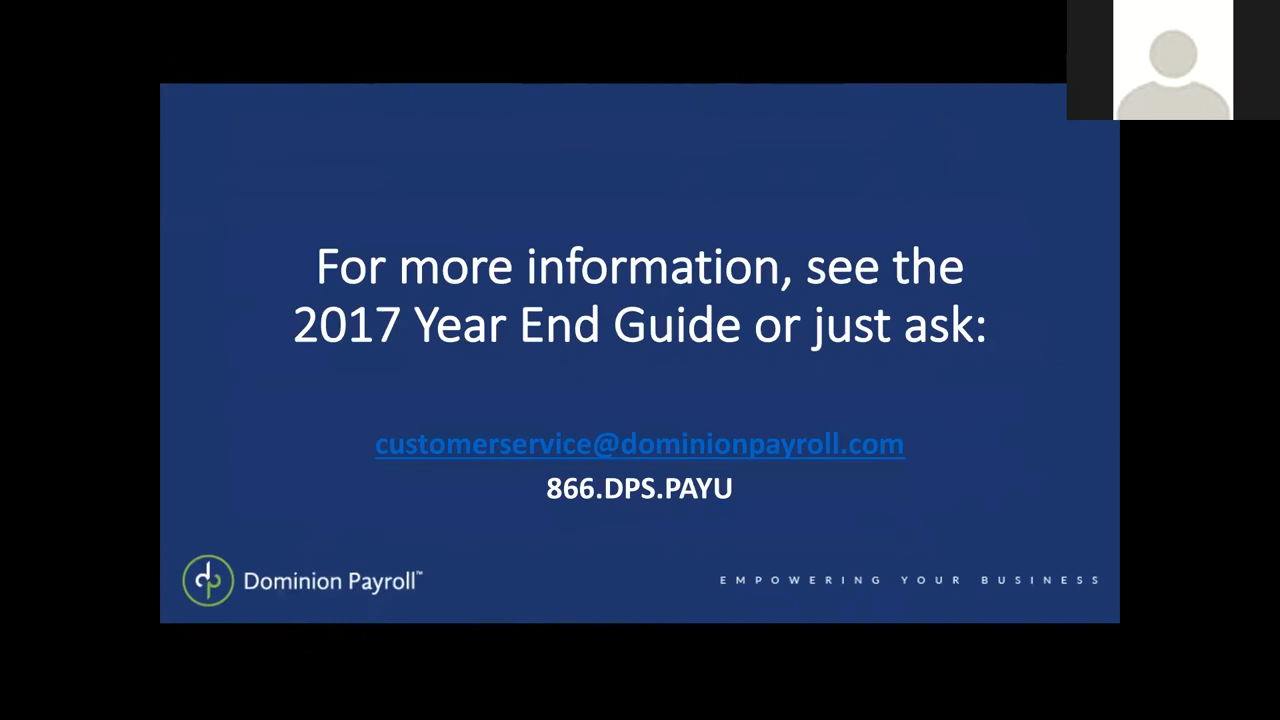 For more information, see the
2017 Year End Guide or just ask:
customerservice@dominionpayroll.com
866.DPS.PAYU
dp Dominion Payroll™
EMPOWERING YOUR BUSINESS